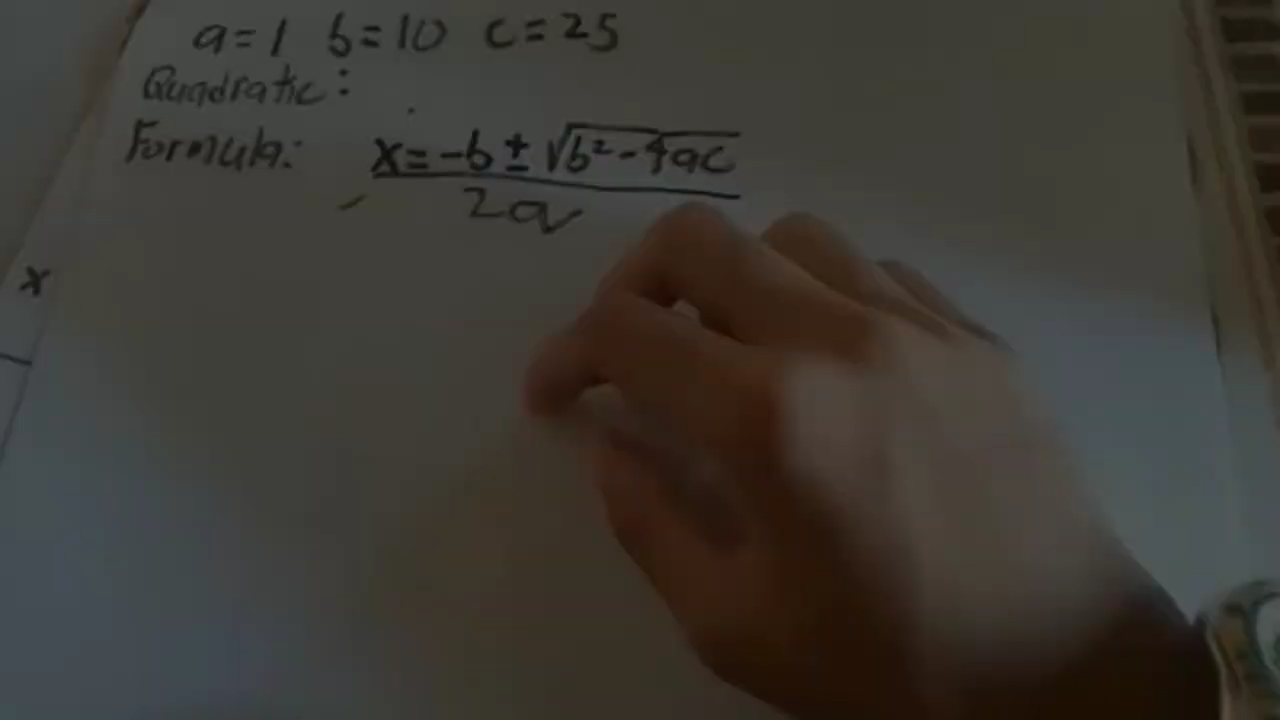 a=1 b=10 c=25
Quadratic:
Formula: x=-b±√b²-4ac
2a
x